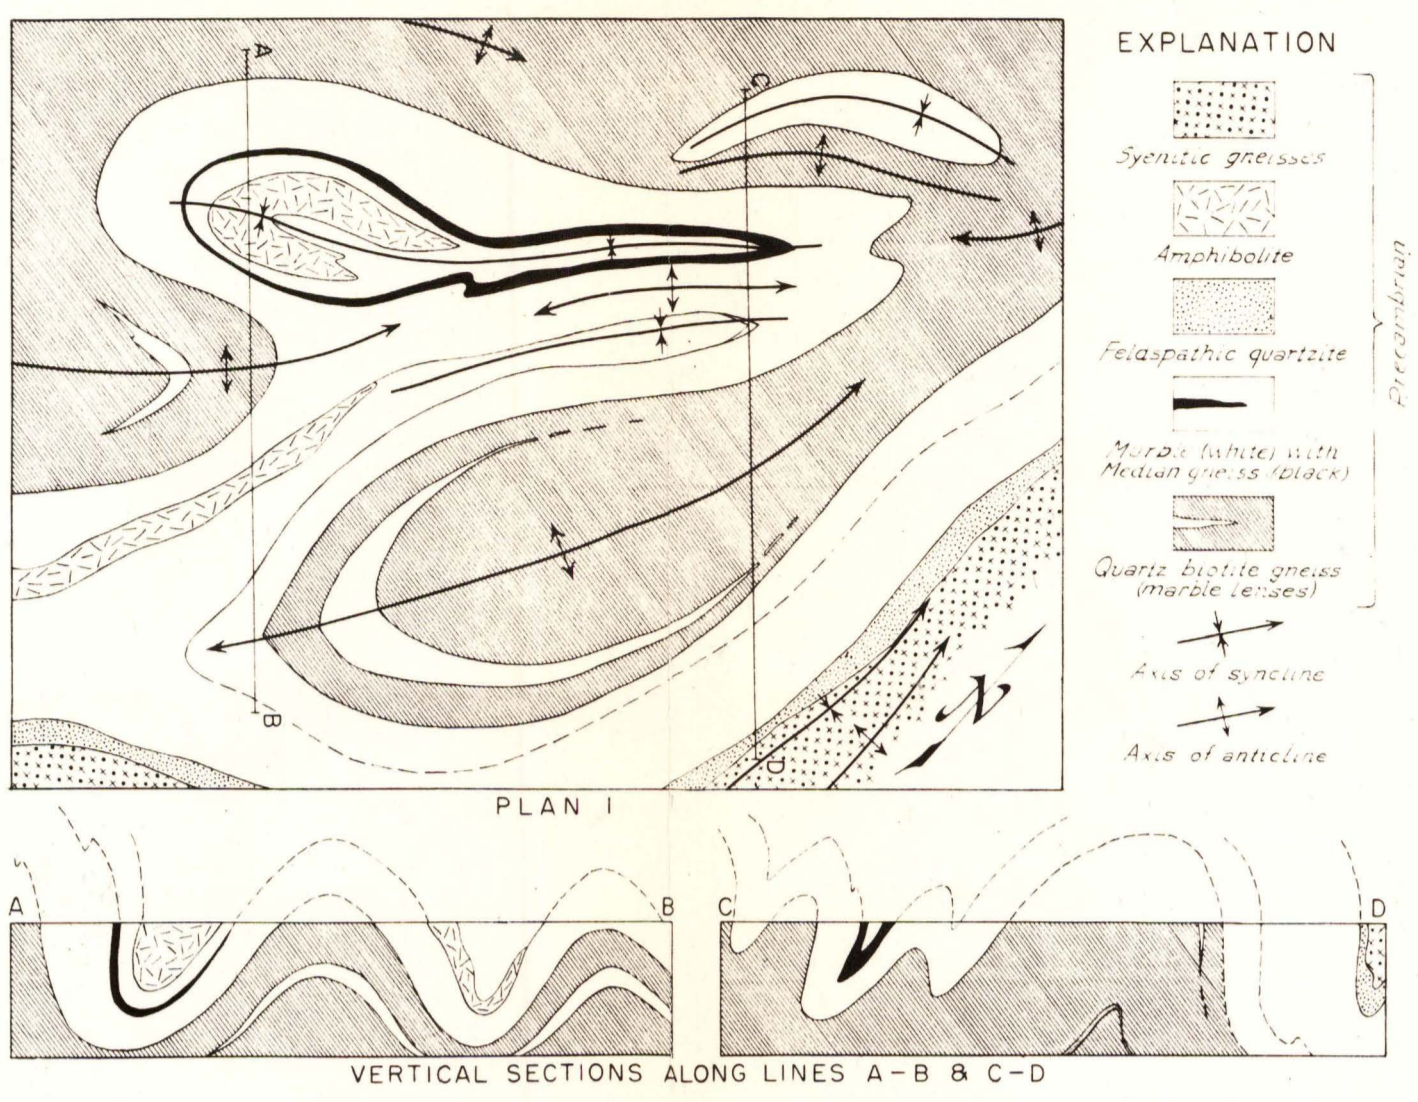 A
C
EXPLANATION
Syenitic gneisses
Amphibolite
Felaspathic quartzite
Marble (white) with
Median gneiss (black)
Quartz biotite gneiss
(marble lenses)
Precambrian
Axis of syncline
Axis of anticline
N
B
D
PLAN I
A
B
C
D
VERTICAL SECTIONS ALONG LINES A-B & C-D